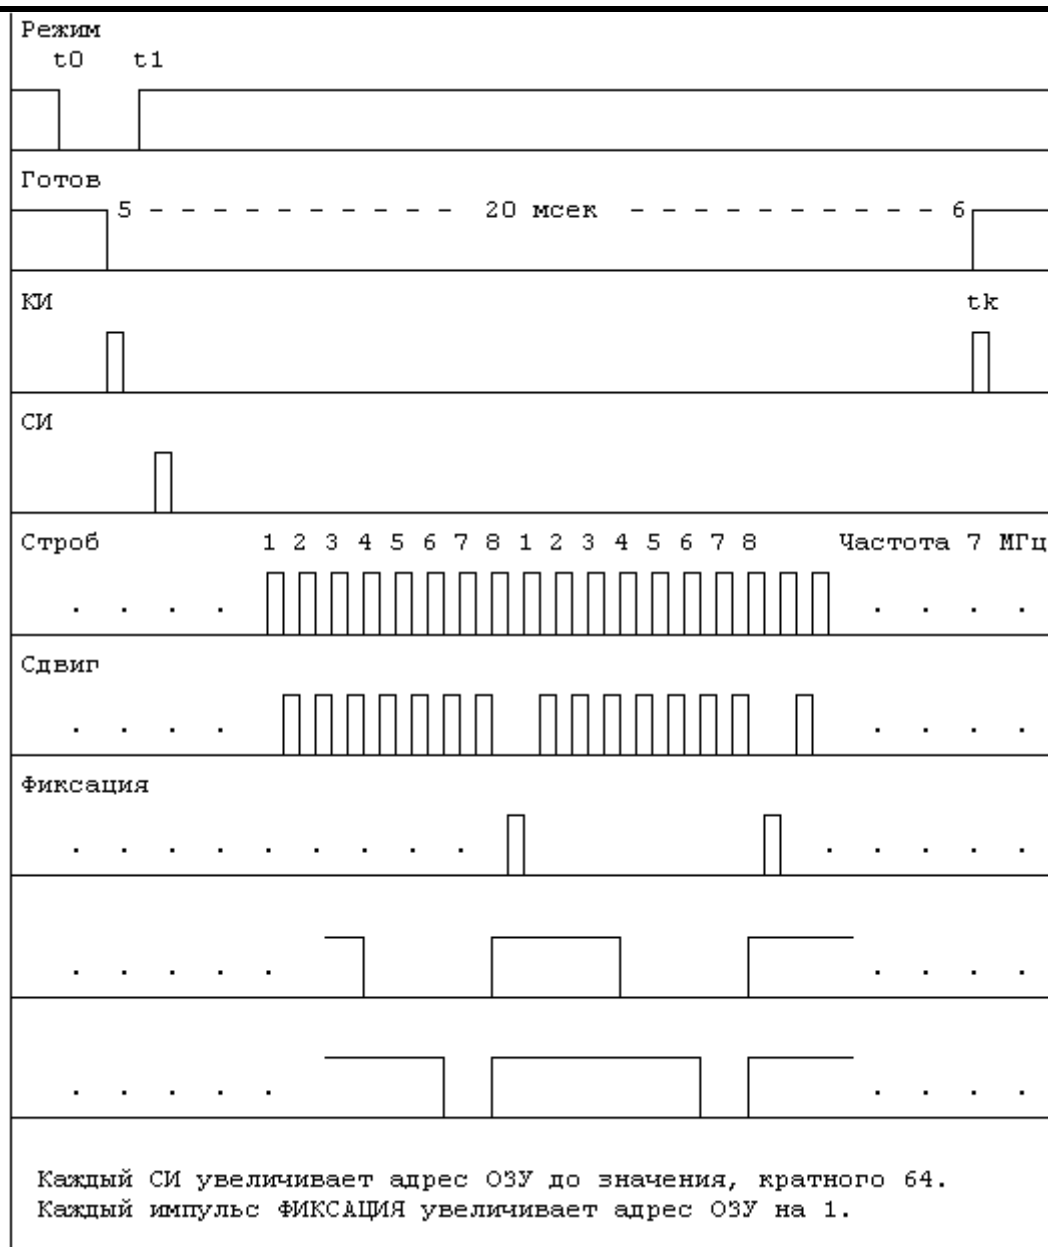 Режим
t0 t1
Готов
5 - - - - - - - - - - 20 мсек - - - - - - - - - - 6
КИ tk
СИ
Строб 1 2 3 4 5 6 7 8 1 2 3 4 5 6 7 8 Частота 7 МГц
Сдвиг
Фиксация
Каждый СИ увеличивает адрес ОЗУ до значения, кратного 64.
Каждый импульс ФИКСАЦИЯ увеличивает адрес ОЗУ на 1.